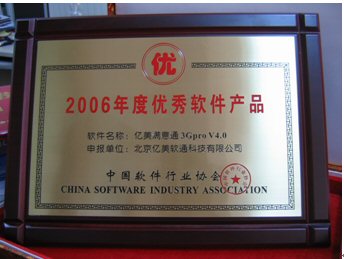 优
2006年度优秀软件产品
软件名称：亿美满意通 3Gpro V4.0
申报单位：北京亿美软通科技有限公司
中国软件行业协会
CHINA SOFTWARE INDUSTRY ASSOCIATION